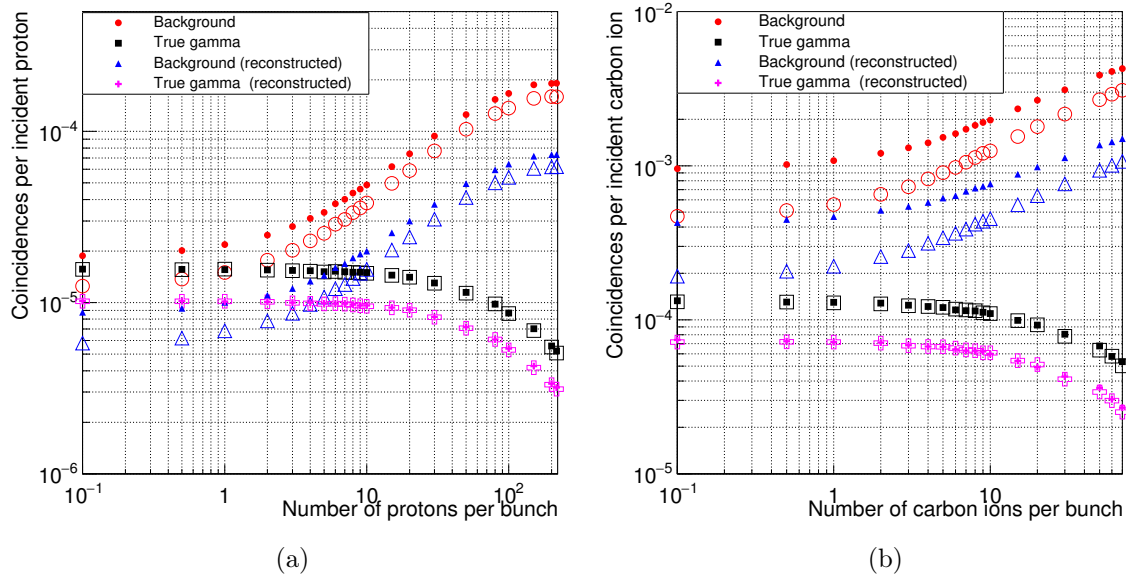 Background
True gamma
Background (reconstructed)
True gamma (reconstructed)
Coincidences per incident proton
10⁻⁴
10⁻⁵
10⁻⁶
10⁻¹ 1 10 10²
Number of protons per bunch
(a)
Background
True gamma
Background (reconstructed)
True gamma (reconstructed)
Coincidences per incident carbon ion
10⁻²
10⁻³
10⁻⁴
10⁻⁵
10⁻¹ 1 10
Number of carbon ions per bunch
(b)